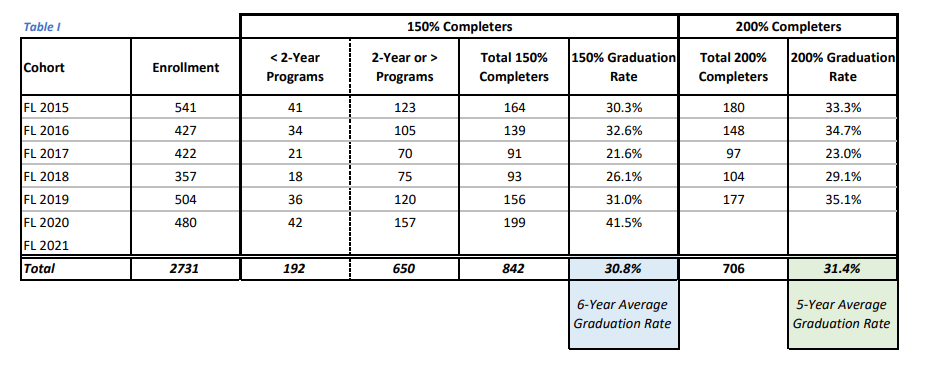 Table I 150% Completers 200% Completers
Cohort Enrollment < 2-Year Programs 2-Year or > Programs Total 150% Completers 150% Graduation Rate Total 200% Completers 200% Graduation Rate
FL 2015 541 41 123 164 30.3% 180 33.3%
FL 2016 427 34 105 139 32.6% 148 34.7%
FL 2017 422 21 70 91 21.6% 97 23.0%
FL 2018 357 18 75 93 26.1% 104 29.1%
FL 2019 504 36 120 156 31.0% 177 35.1%
FL 2020 480 42 157 199 41.5%
FL 2021
Total 2731 192 650 842 30.8% 706 31.4%
6-Year Average Graduation Rate 5-Year Average Graduation Rate